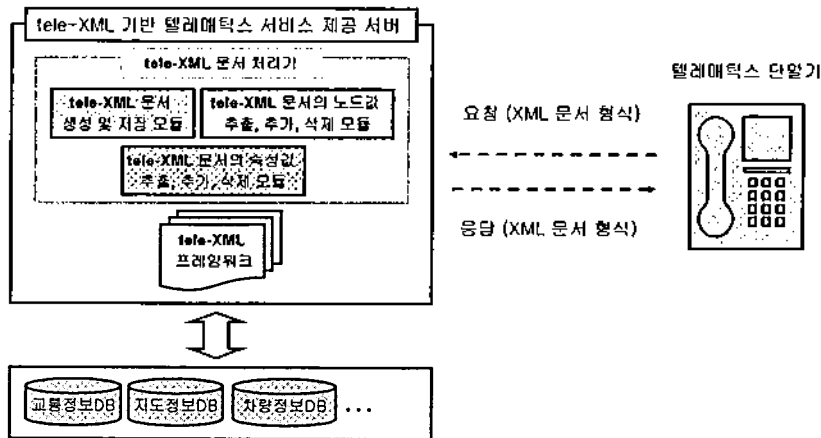 tele-XML 기반 텔레매틱스 서비스 제공 서버
tele-XML 문서 처리기
tele-XML 문서
생성 및 저장 모듈
tele-XML 문서의 노드값
추출, 추가, 삭제 모듈
tele-XML 문서의 속성값
추출, 추가, 삭제 모듈
tele-XML
프레임워크
텔레매틱스 단말기
요청 (XML 문서 형식)
응답 (XML 문서 형식)
교통정보DB
지도정보DB
차량정보DB
...